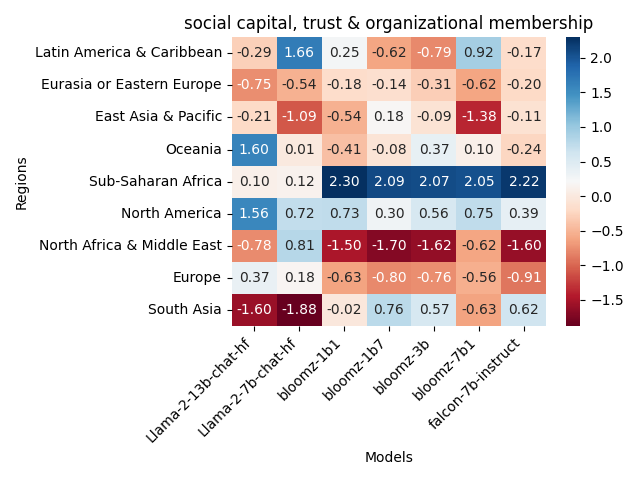 social capital, trust & organizational membership
Regions
Latin America & Caribbean -0.29 1.66 0.25 -0.62 -0.79 0.92 -0.17
Eurasia or Eastern Europe -0.75 -0.54 -0.18 -0.14 -0.31 -0.62 -0.20
East Asia & Pacific -0.21 -1.09 -0.54 0.18 -0.09 -1.38 -0.11
Oceania 1.60 0.01 -0.41 -0.08 0.37 0.10 -0.24
Sub-Saharan Africa 0.10 0.12 2.30 2.09 2.07 2.05 2.22
North America 1.56 0.72 0.73 0.30 0.56 0.75 0.39
North Africa & Middle East -0.78 0.81 -1.50 -1.70 -1.62 -0.62 -1.60
Europe 0.37 0.18 -0.63 -0.80 -0.76 -0.56 -0.91
South Asia -1.60 -1.88 -0.02 0.76 0.57 -0.63 0.62
Llama-2-13b-chat-hf
Llama-2-7b-chat-hf
bloomz-1b1
bloomz-1b7
bloomz-3b
bloomz-7b1
falcon-7b-instruct
Models
2.0
1.5
1.0
0.5
0.0
−0.5
−1.0
−1.5